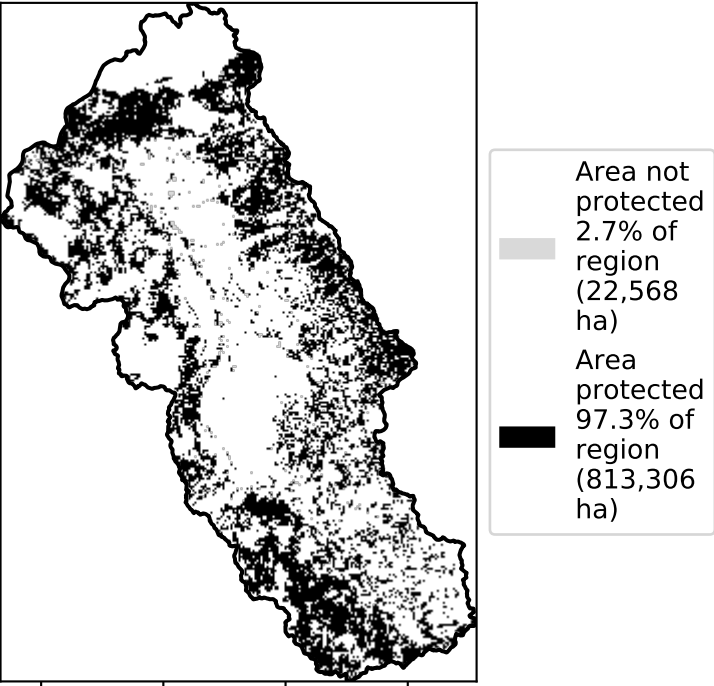 Area not
protected
2.7% of
region
(22,568
ha)
Area
protected
97.3% of
region
(813,306
ha)